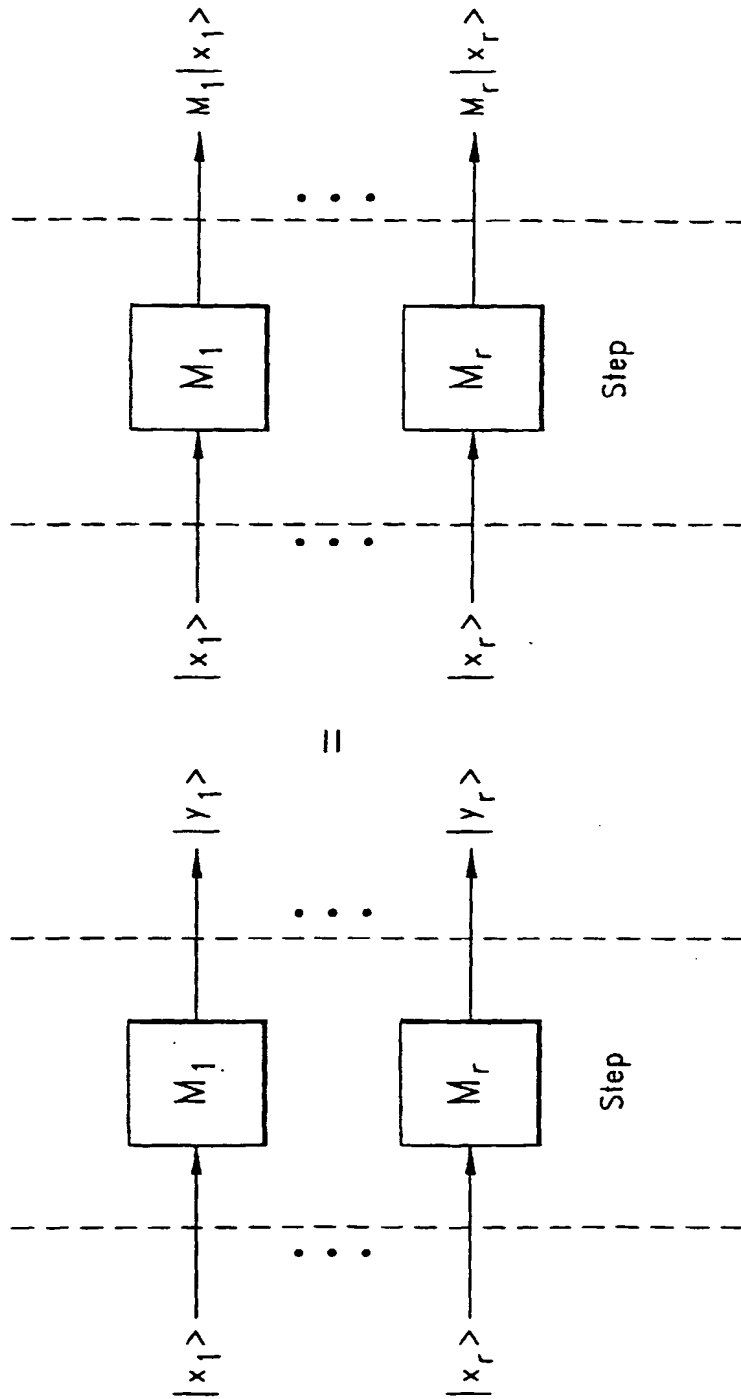 |x₁> M₁ |y₁> = |x₁> M₁ M₁|x₁>
|xᵣ> Mᵣ |yᵣ> |xᵣ> Mᵣ Mᵣ|xᵣ>
Step Step